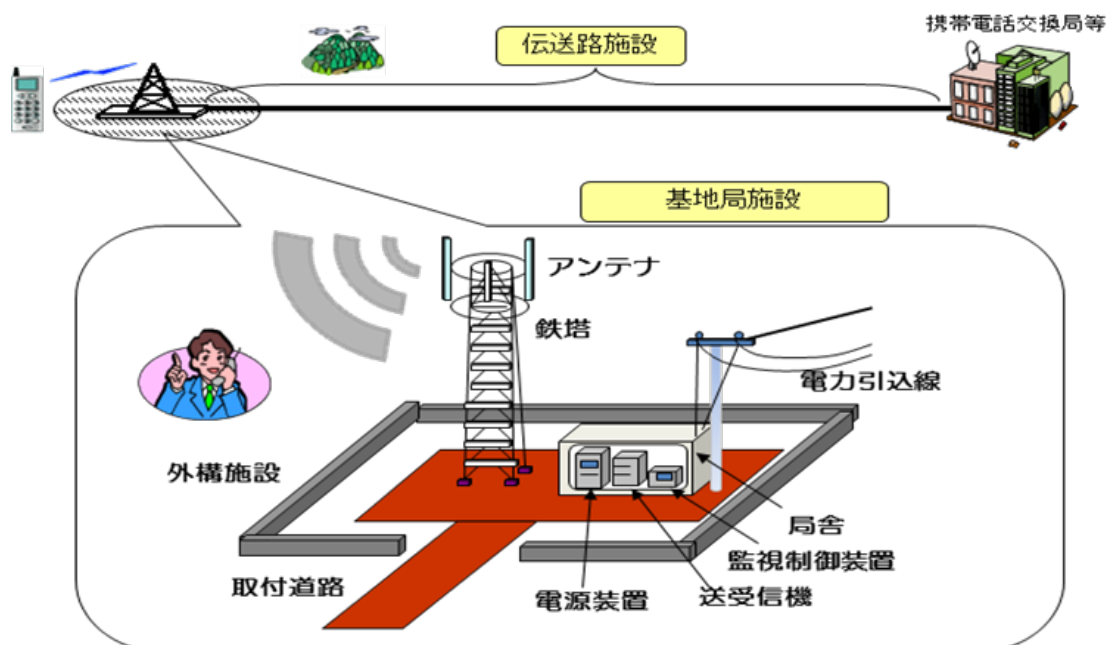 携帯電話交換局等
伝送路施設
基地局施設
アンテナ
鉄塔
電力引込線
外構施設
局舎
監視制御装置
取付道路
電源装置
送受信機